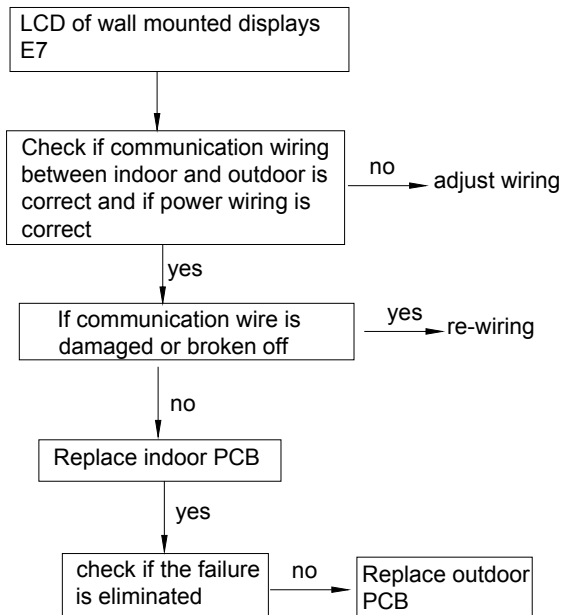 LCD of wall mounted displays
E7
Check if communication wiring
between indoor and outdoor is
correct and if power wiring is
correct
no
adjust wiring
yes
If communication wire is
damaged or broken off
yes
re-wiring
no
Replace indoor PCB
yes
check if the failure
is eliminated
no
Replace outdoor
PCB